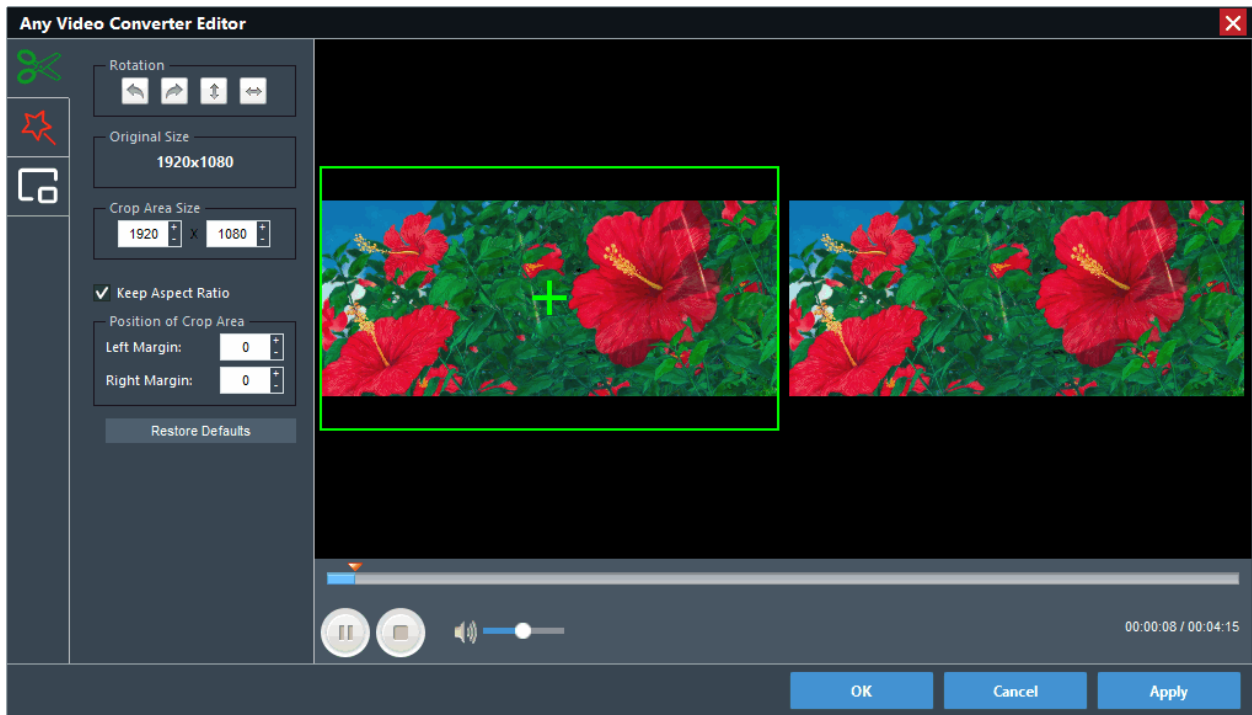 Any Video Converter Editor
Rotation
Original Size
1920x1080
Crop Area Size
1920 + - X 1080 + -
Keep Aspect Ratio
Position of Crop Area
Left Margin: 0 + -
Right Margin: 0 + -
Restore Defaults
00:00:08 / 00:04:15
OK Cancel Apply